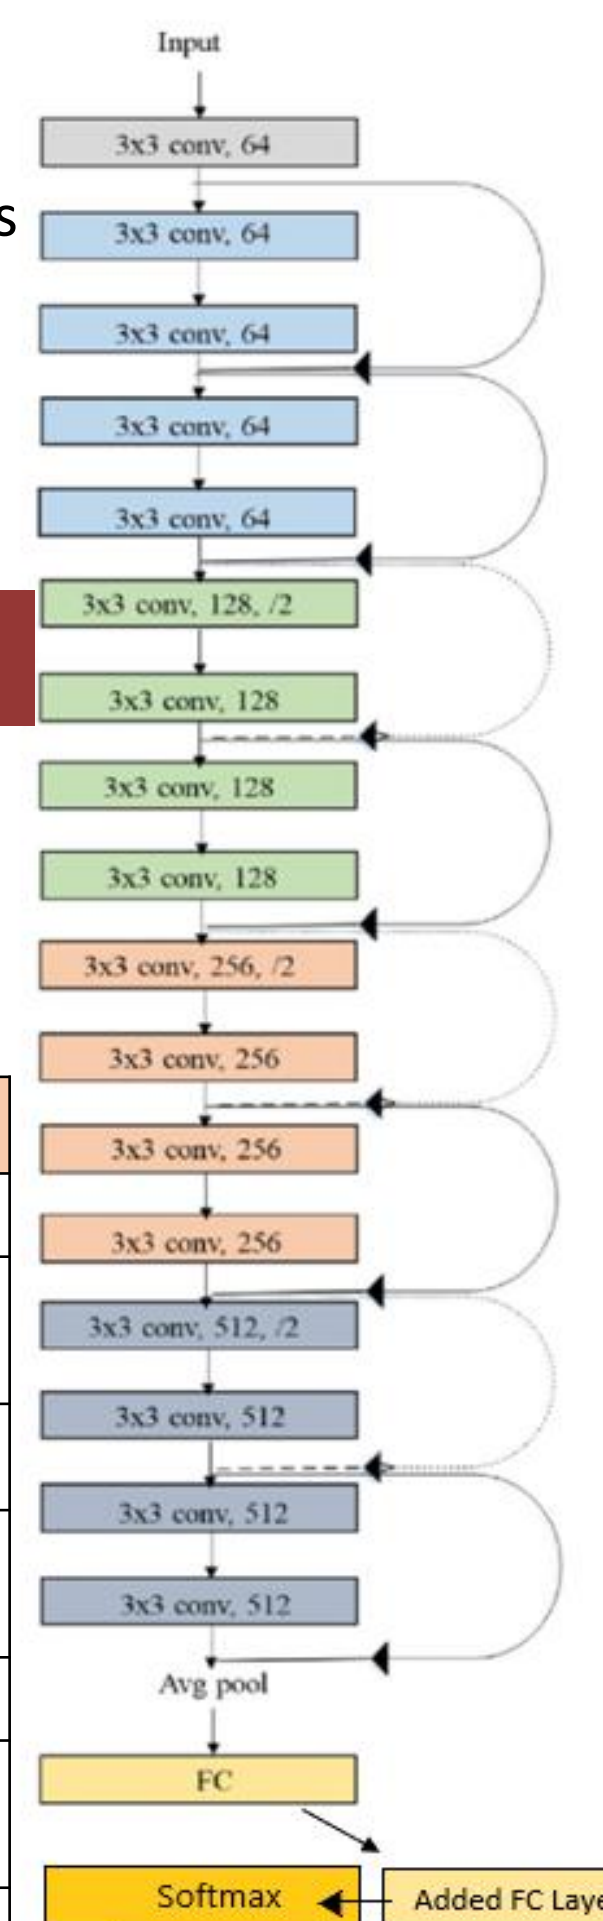 Input
3x3 conv, 64
s
3x3 conv, 64
3x3 conv, 64
3x3 conv, 64
3x3 conv, 64
3x3 conv, 128, /2
3x3 conv, 128
3x3 conv, 128
3x3 conv, 128
3x3 conv, 256, /2
3x3 conv, 256
3x3 conv, 256
3x3 conv, 256
3x3 conv, 512, /2
3x3 conv, 512
3x3 conv, 512
3x3 conv, 512
Avg pool
FC
Softmax
Added FC Laye